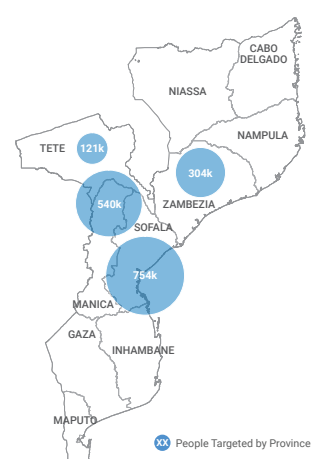 CABO
DELGADO
NIASSA
NAMPULA
TETE
121k
304k
540k
ZAMBEZIA
SOFALA
754k
MANICA
GAZA
INHAMBANE
MAPUTO
XX People Targeted by Province